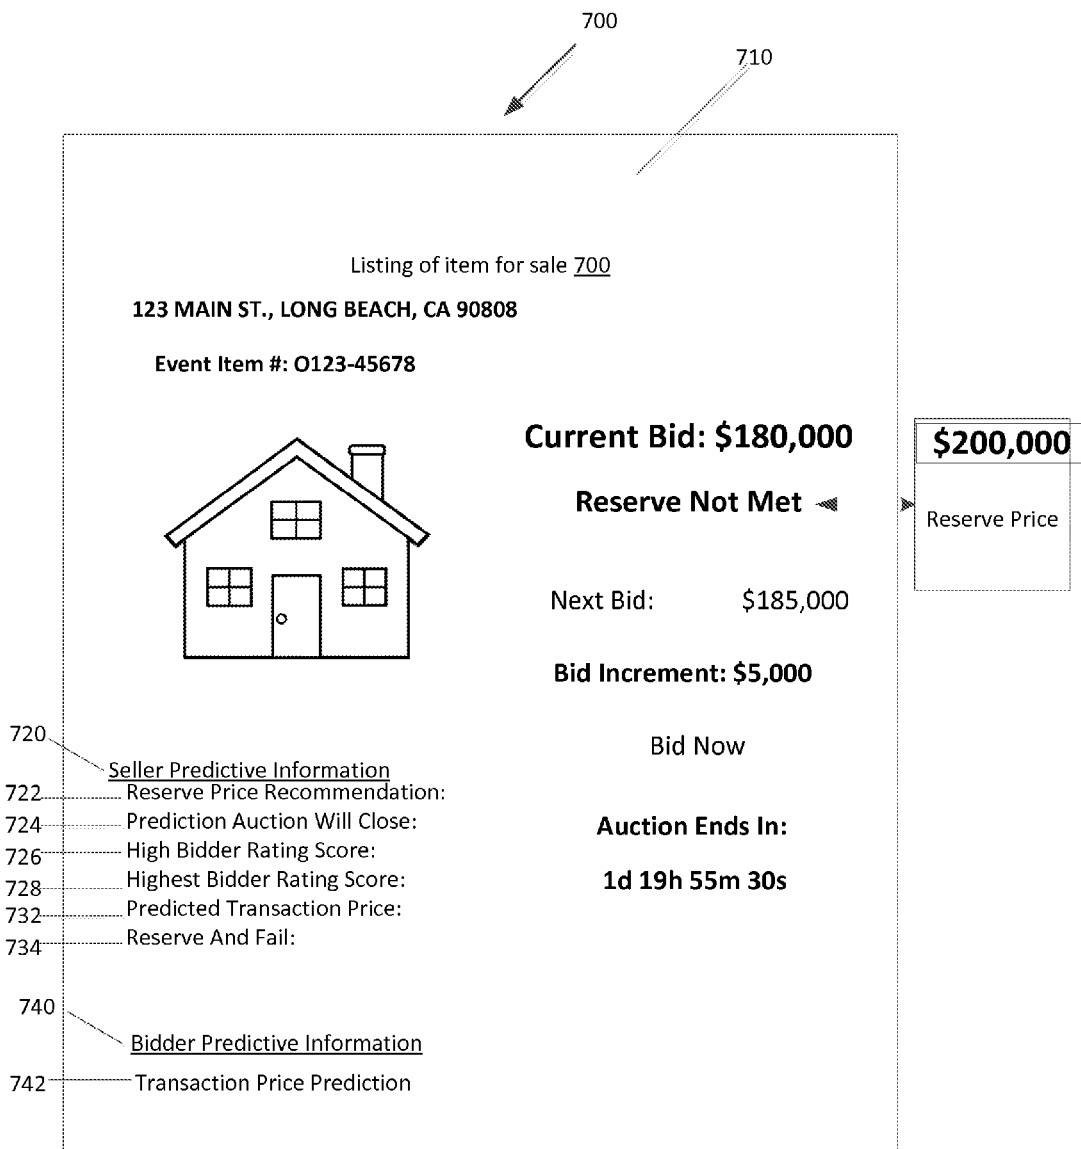 700
710
Listing of item for sale 700
123 MAIN ST., LONG BEACH, CA 90808
Event Item #: O123-45678
Current Bid: $180,000
$200,000
Reserve Not Met
Reserve Price
Next Bid: $185,000
Bid Increment: $5,000
Bid Now
Auction Ends In:
1d 19h 55m 30s
720
Seller Predictive Information
722 Reserve Price Recommendation:
724 Prediction Auction Will Close:
726 High Bidder Rating Score:
728 Highest Bidder Rating Score:
732 Predicted Transaction Price:
734 Reserve And Fail:
740
Bidder Predictive Information
742 Transaction Price Prediction